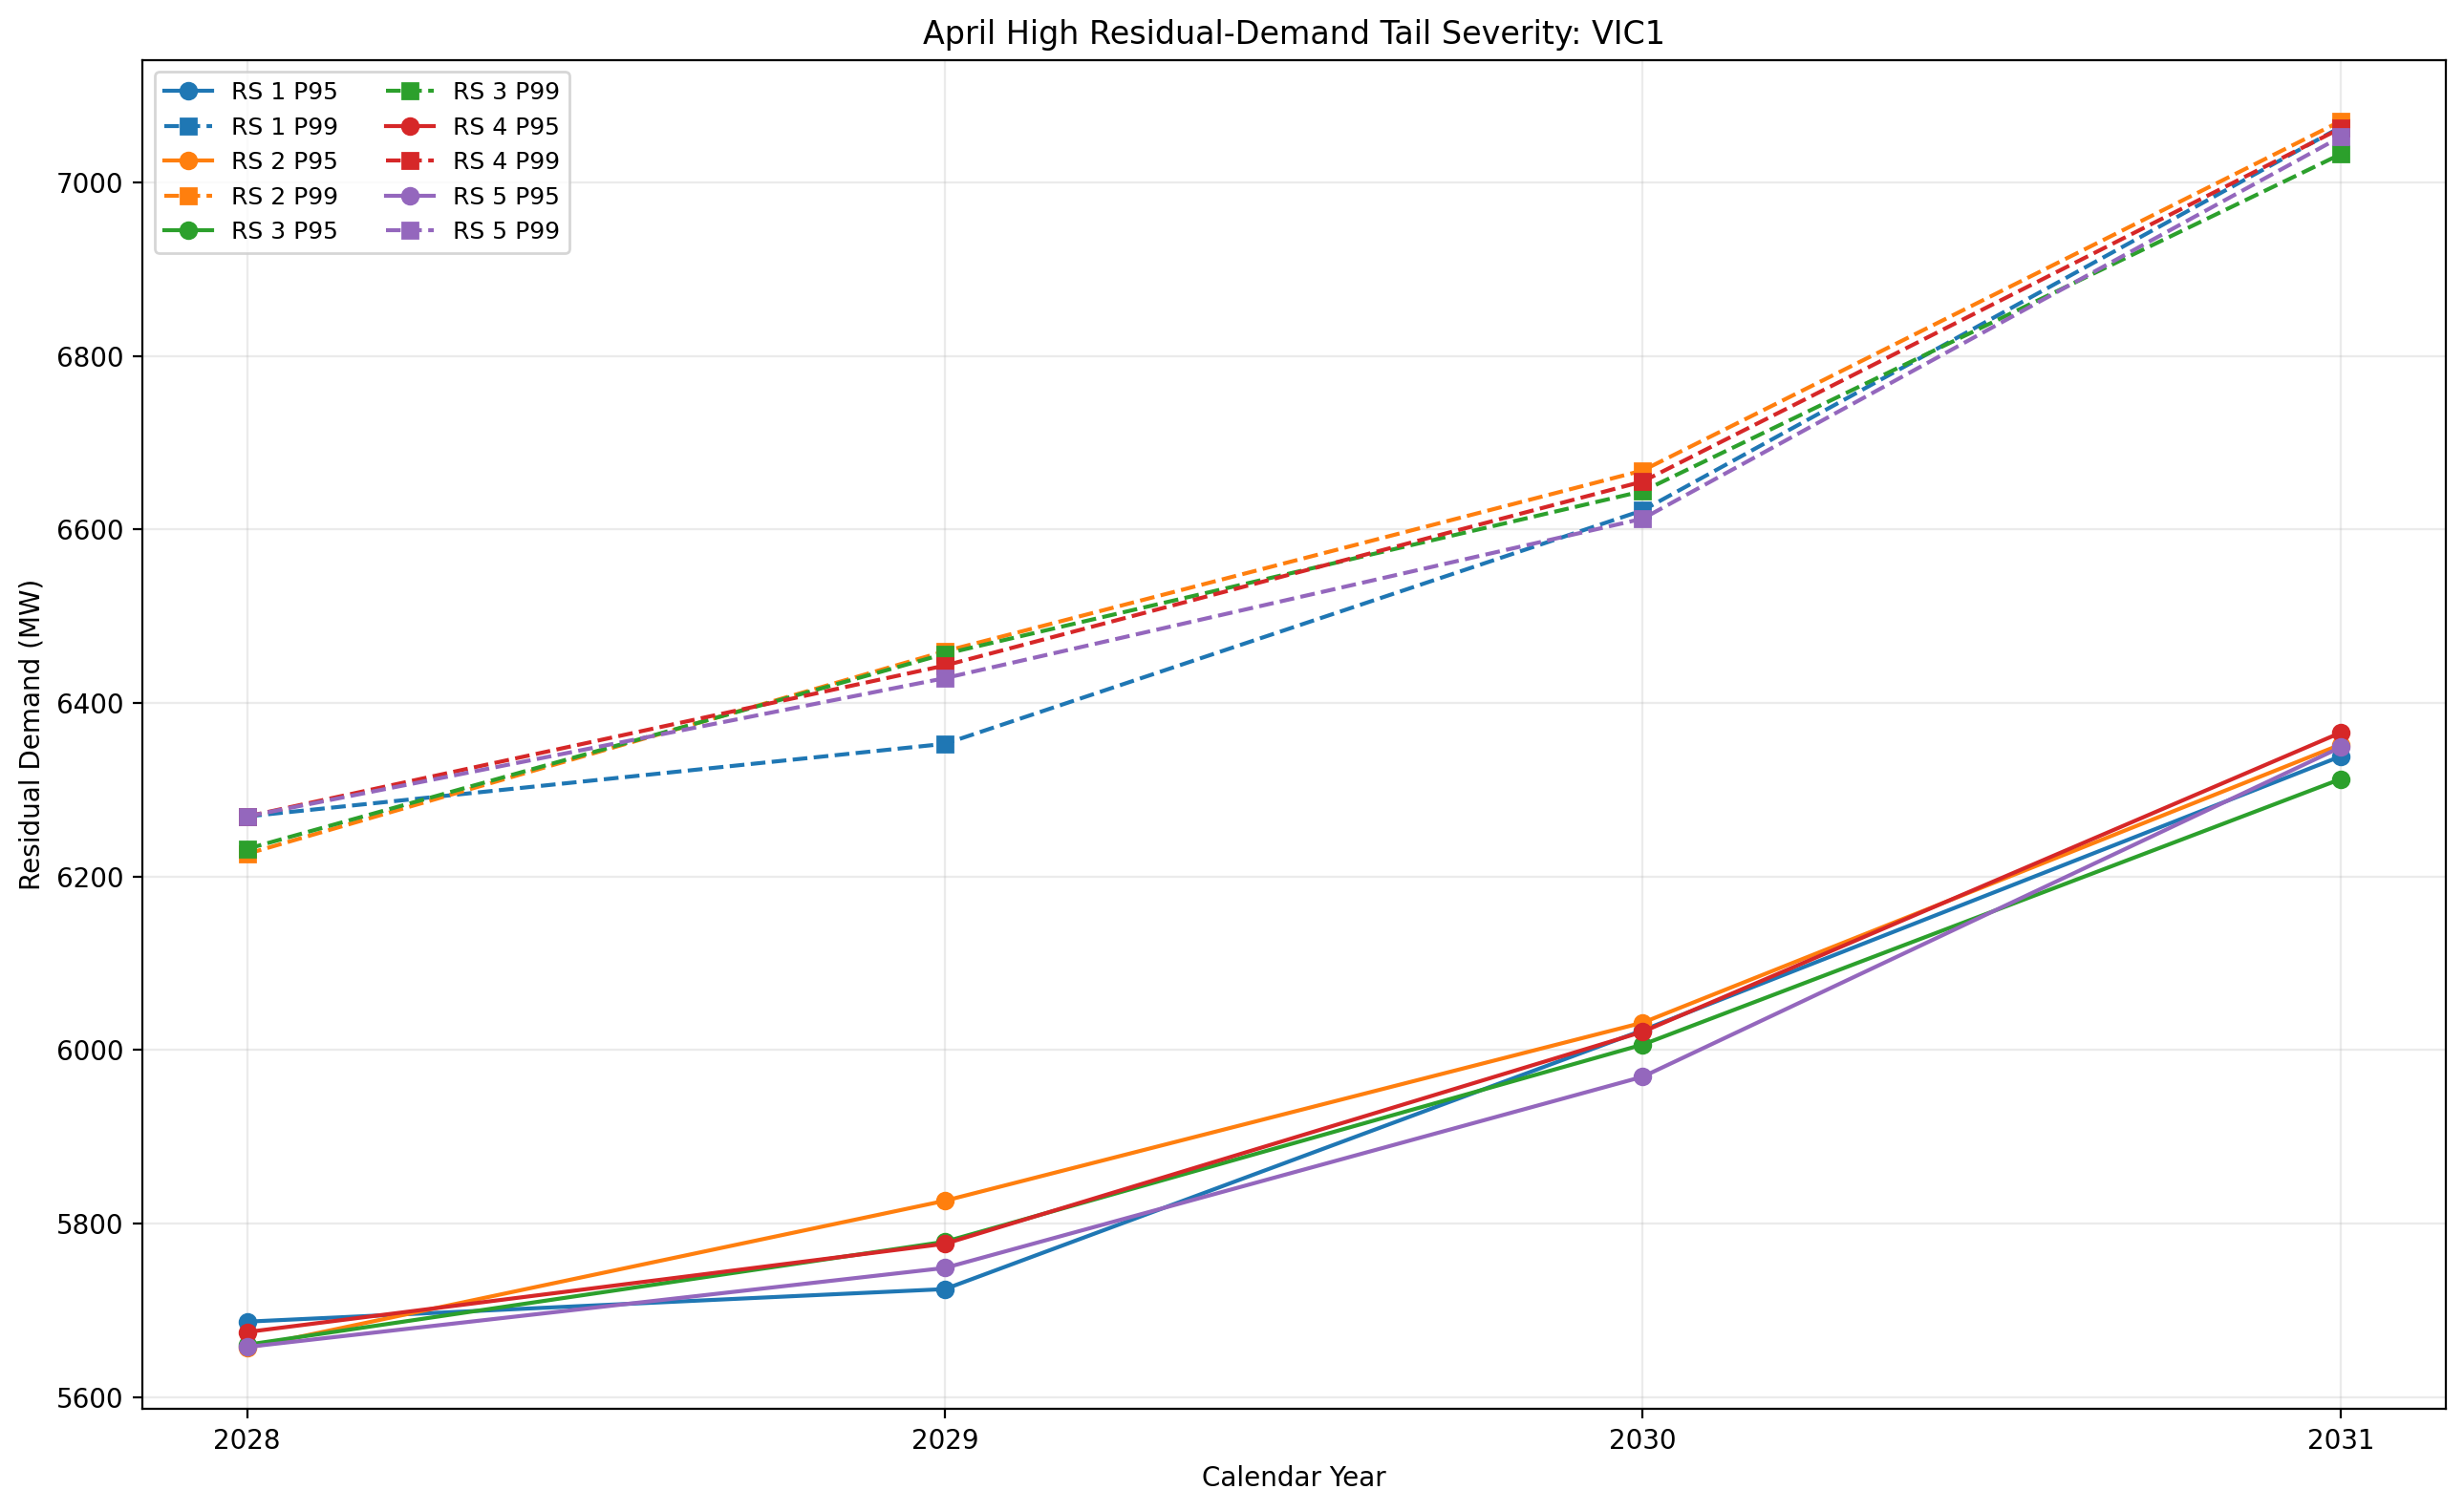 April High Residual-Demand Tail Severity: VIC1
RS 1 P95
RS 1 P99
RS 2 P95
RS 2 P99
RS 3 P95
RS 3 P99
RS 4 P95
RS 4 P99
RS 5 P95
RS 5 P99
Residual Demand (MW)
7000
6800
6600
6400
6200
6000
5800
5600
2028
2029
2030
2031
Calendar Year